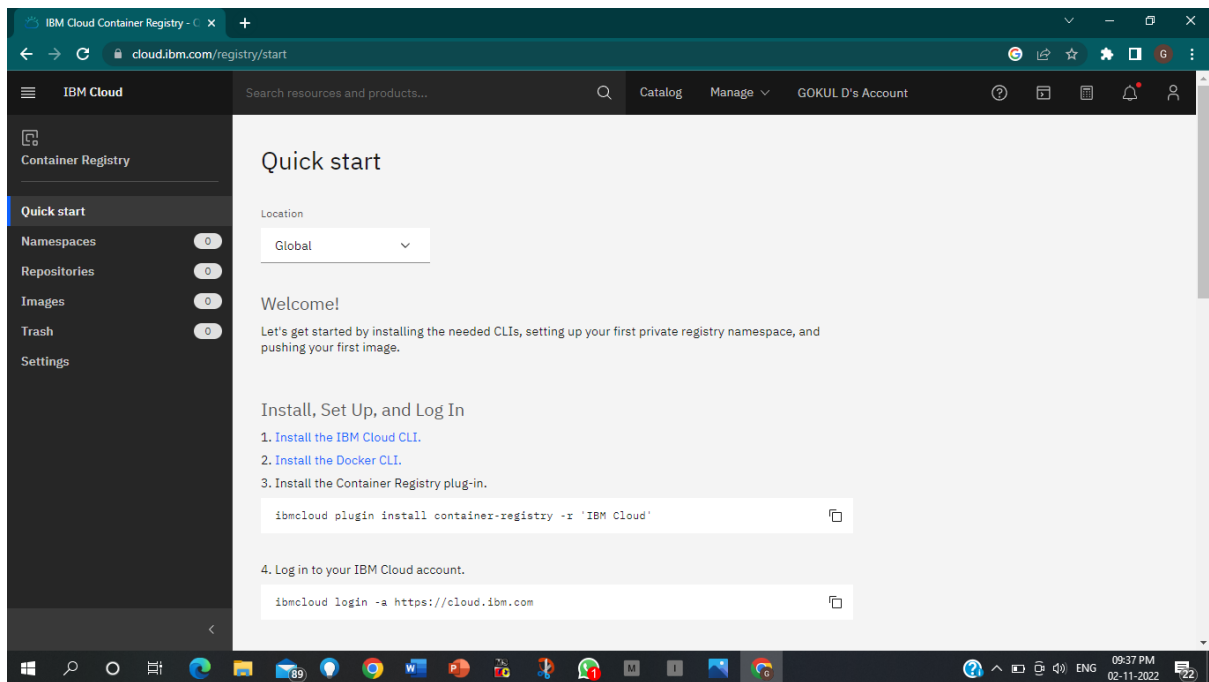 IBM Cloud Container Registry - C
cloud.ibm.com/registry/start
G
IBM Cloud
Search resources and products...
Catalog
Manage
GOKUL D's Account
Container Registry
Quick start
Namespaces 0
Repositories 0
Images 0
Trash 0
Settings
Quick start
Location
Global
Welcome!
Let's get started by installing the needed CLIs, setting up your first private registry namespace, and
pushing your first image.
Install, Set Up, and Log In
1. Install the IBM Cloud CLI.
2. Install the Docker CLI.
3. Install the Container Registry plug-in.
ibmcloud plugin install container-registry -r 'IBM Cloud'
4. Log in to your IBM Cloud account.
ibmcloud login -a https://cloud.ibm.com
89
1
M
I
ENG
09:37 PM
02-11-2022
22